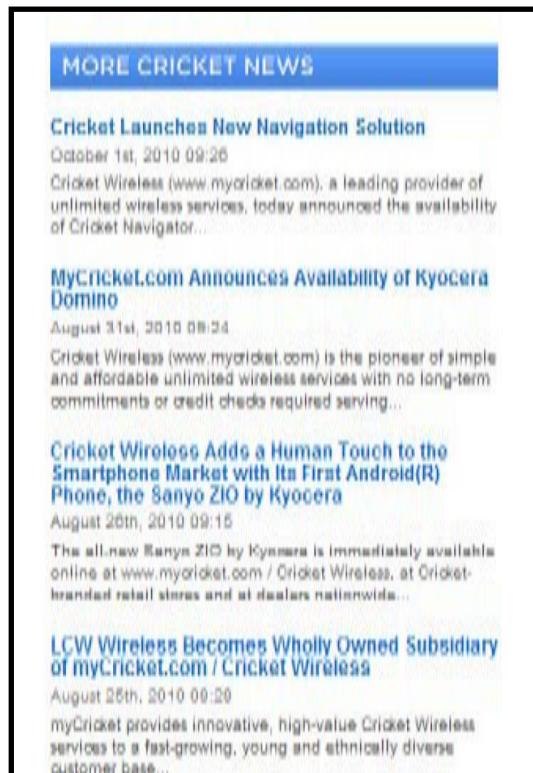 MORE CRICKET NEWS
Cricket Launches New Navigation Solution
October 1st, 2010 09:26
Cricket Wireless (www.mycricket.com), a leading provider of
unlimited wireless services, today announced the availability
of Cricket Navigator...
MyCricket.com Announces Availability of Kyocera
Domino
August 31st, 2010 08:24
Cricket Wireless (www.mycricket.com) is the pioneer of simple
and affordable unlimited wireless services with no long-term
commitments or credit checks required serving...
Cricket Wireless Adds a Human Touch to the
Smartphone Market with Its First Android(R)
Phone, the Sanyo ZIO by Kyocera
August 26th, 2010 09:15
The all-new Sanyo ZIO by Kyocera is immediately available
online at www.mycricket.com / Cricket Wireless, at Cricket-
branded retail stores and at dealers nationwide...
LCW Wireless Becomes Wholly Owned Subsidiary
of myCricket.com / Cricket Wireless
August 25th, 2010 09:29
myCricket provides innovative, high-value Cricket Wireless
services to a fast-growing, young and ethnically diverse
customer base...